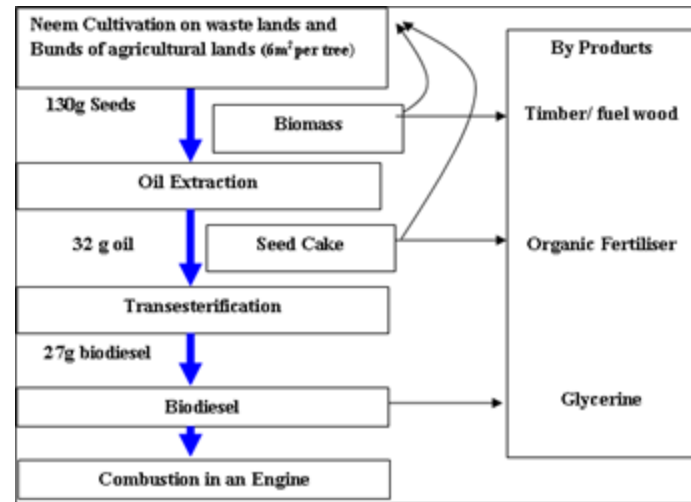 Neem Cultivation on waste lands and
Bunds of agricultural lands (6m² per tree)
130g Seeds
Biomass
Oil Extraction
32 g oil
Seed Cake
Transesterification
27g biodiesel
Biodiesel
Combustion in an Engine
By Products
Timber/ fuel wood
Organic Fertiliser
Glycerine